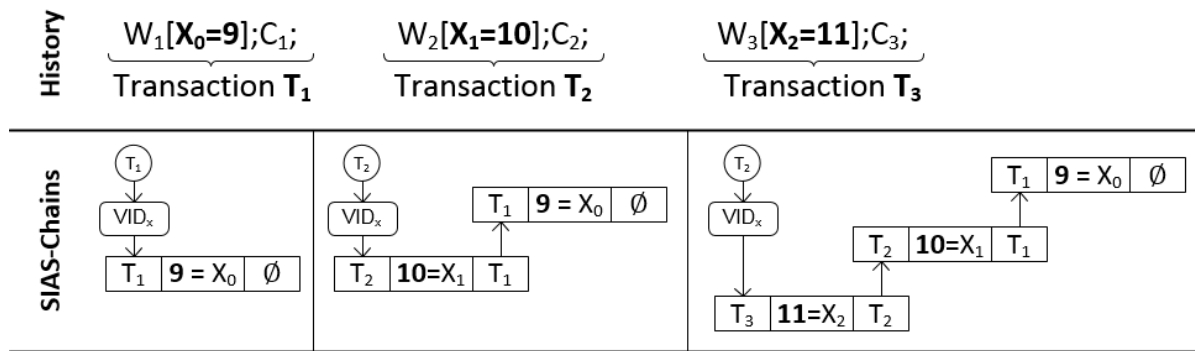 History
W₁[X₀=9];C₁; W₂[X₁=10];C₂; W₃[X₂=11];C₃;
Transaction T₁ Transaction T₂ Transaction T₃
SIAS-Chains
T₁
VIDₓ
T₁ 9 = X₀ Ø
T₂
VIDₓ
T₁ 9 = X₀ Ø
T₂ 10=X₁ T₁
T₂
VIDₓ
T₁ 9 = X₀ Ø
T₂ 10=X₁ T₁
T₃ 11=X₂ T₂